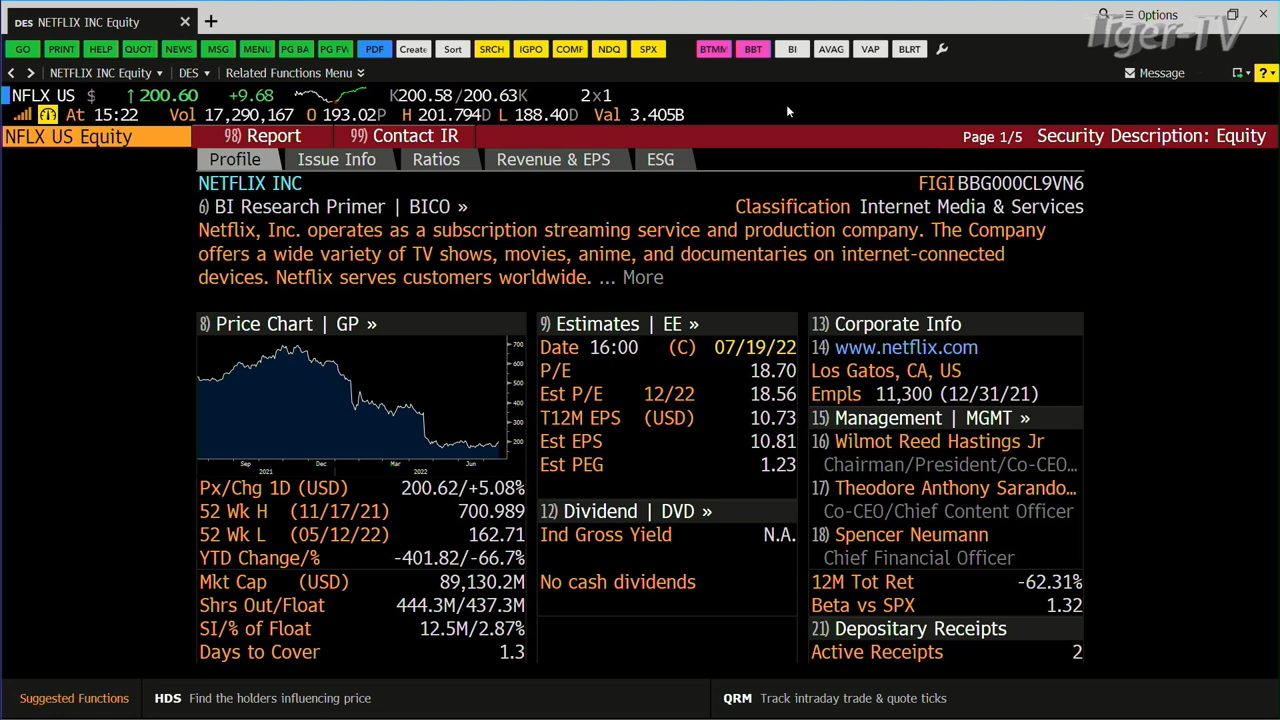 DES NETFLIX INC Equity × +
Options
Tiger-TV
GO PRINT HELP QUOT NEWS MSG MENU PG BA PG FW PDF Create Sort SRCH IGPO COMF NDQ SPX BTMM BBT BI AVAG VAP BLRT
NETFLIX INC Equity DES Related Functions Menu Message ?
NFLX US $ ↑200.60 +9.68 K200.58/200.63K 2x1
At 15:22 Vol 17,290,167 O 193.02P H 201.794D L 188.40D Val 3.405B
NFLX US Equity 98) Report 99) Contact IR Page 1/5 Security Description: Equity
Profile Issue Info Ratios Revenue & EPS ESG
NETFLIX INC FIGI BBG000CL9VN6
6) BI Research Primer | BICO » Classification Internet Media & Services
Netflix, Inc. operates as a subscription streaming service and production company. The Company
offers a wide variety of TV shows, movies, anime, and documentaries on internet-connected
devices. Netflix serves customers worldwide. ... More
8) Price Chart | GP »
700
600
500
400
300
200
Sep Dec Mar Jun
2021 2022
Px/Chg 1D (USD) 200.62/+5.08%
52 Wk H (11/17/21) 700.989
52 Wk L (05/12/22) 162.71
YTD Change/% -401.82/-66.7%
Mkt Cap (USD) 89,130.2M
Shrs Out/Float 444.3M/437.3M
SI/% of Float 12.5M/2.87%
Days to Cover 1.3
9) Estimates | EE »
Date 16:00 (C) 07/19/22
P/E 18.70
Est P/E 12/22 18.56
T12M EPS (USD) 10.73
Est EPS 10.81
Est PEG 1.23
12) Dividend | DVD »
Ind Gross Yield N.A.
No cash dividends
13) Corporate Info
14) www.netflix.com
Los Gatos, CA, US
Empls 11,300 (12/31/21)
15) Management | MGMT »
16) Wilmot Reed Hastings Jr
Chairman/President/Co-CEO...
17) Theodore Anthony Sarando...
Co-CEO/Chief Content Officer
18) Spencer Neumann
Chief Financial Officer
12M Tot Ret -62.31%
Beta vs SPX 1.32
21) Depositary Receipts
Active Receipts 2
Suggested Functions HDS Find the holders influencing price QRM Track intraday trade & quote ticks